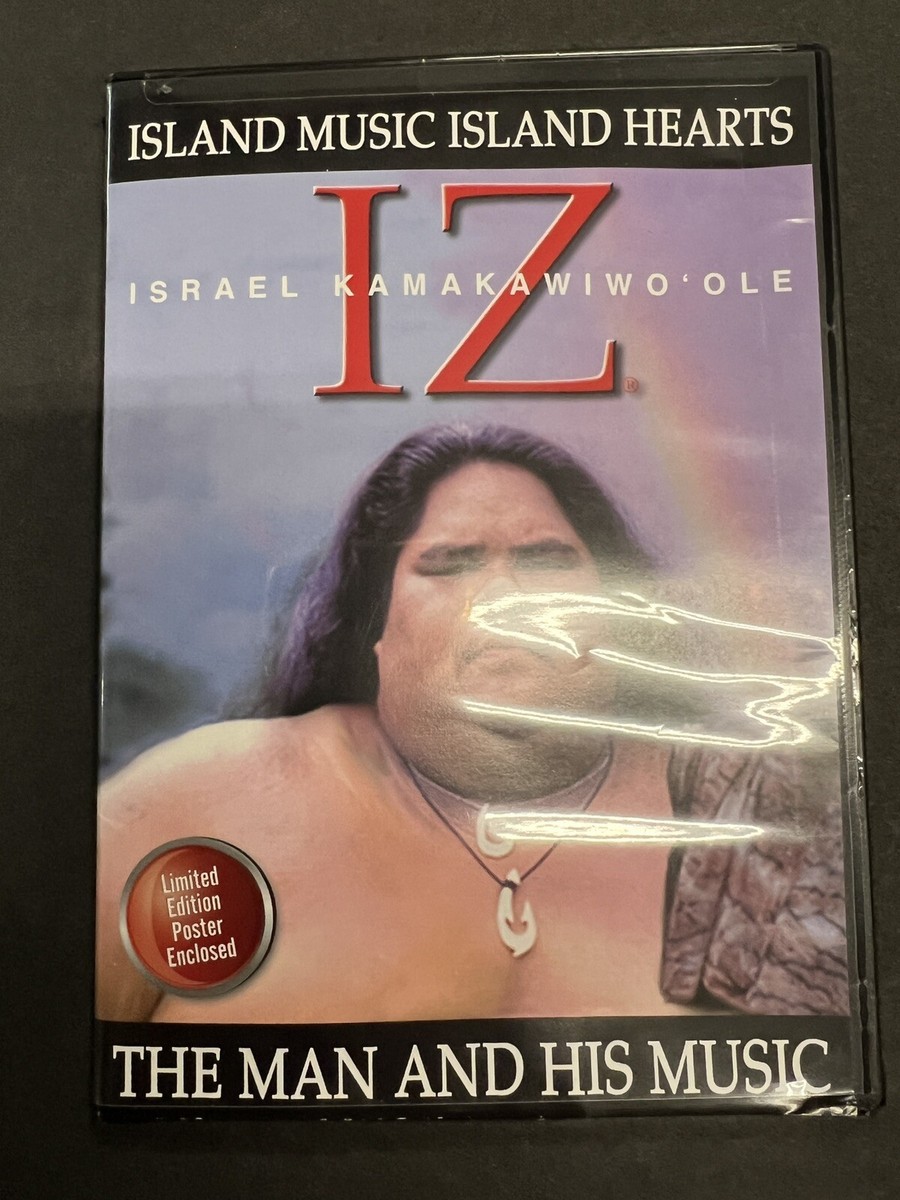 ISLAND MUSIC ISLAND HEARTS
IZ®
ISRAEL KAMAKAWIWO‘OLE
Limited
Edition
Poster
Enclosed
THE MAN AND HIS MUSIC